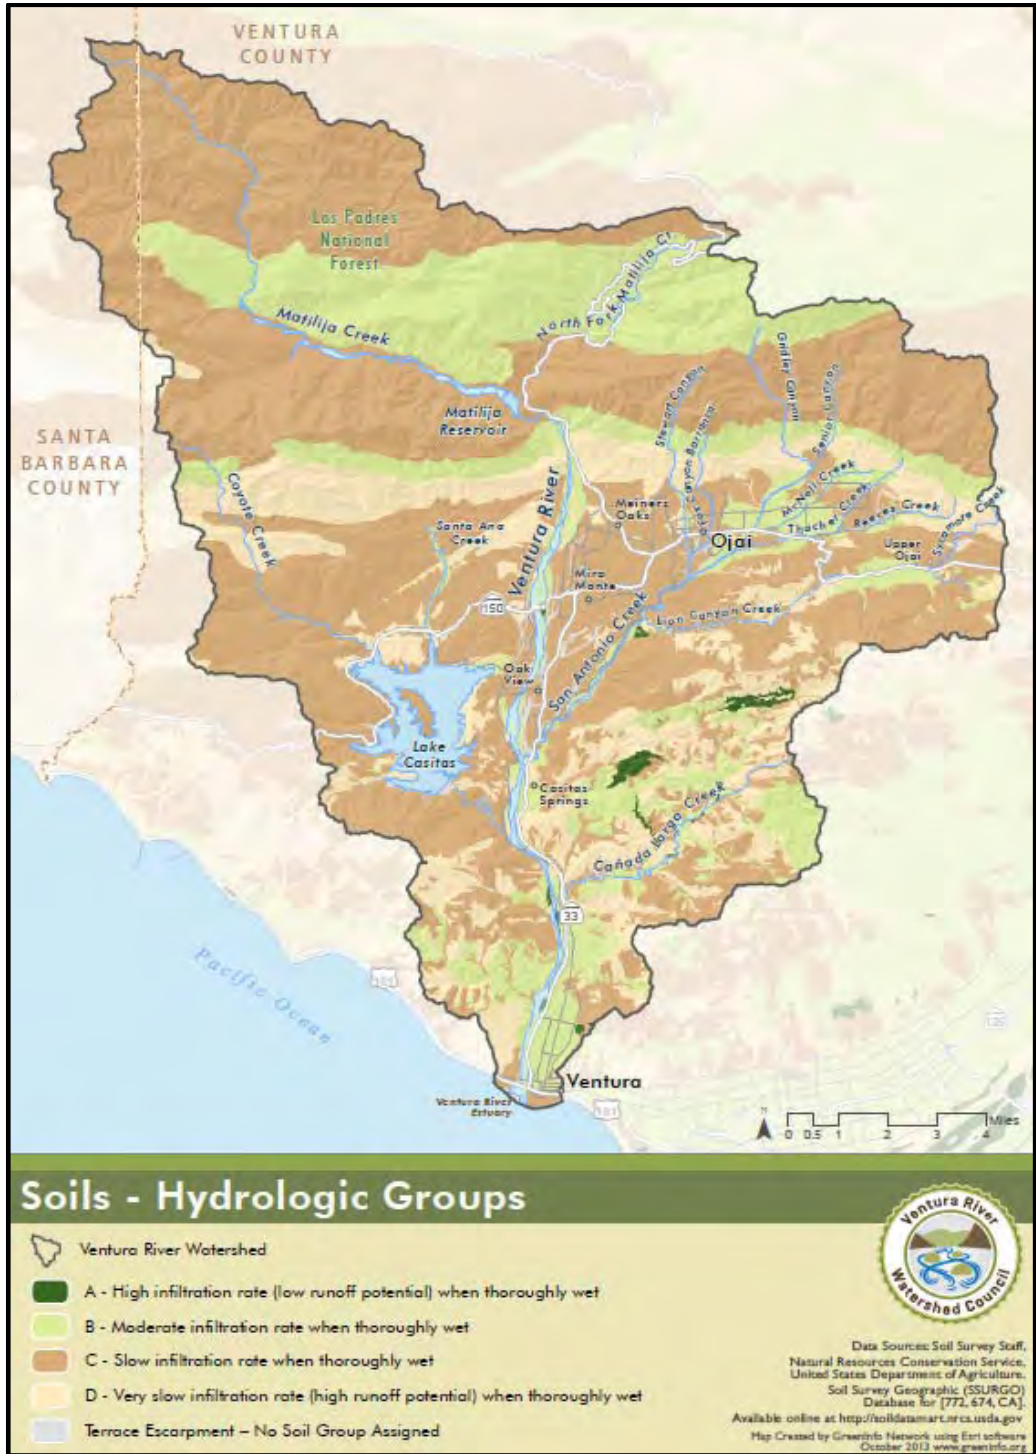 VENTURA
COUNTY
Los Padres
National
Forest
North Fork Matilija Cr.
Matilija Creek
Gridley Canyon
Senior Canyon
Stewart Canyon
Matilija
Reservoir
SANTA
BARBARA
COUNTY
McNell Creek
Coyote Creek
Ventura River
Meiners
Oaks
Thacher Creek
Reeves Creek
Santa Ana
Creek
Ojai
Upper
Ojai
Sycamore Creek
Mira
Monte
150
Lion Canyon Creek
San Antonio Creek
Oak
View
Lake
Casitas
Casitas
Springs
Cañada Larga Creek
33
Pacific Ocean
101
Ventura
Ventura River
Estuary
101
N
Miles
0 0.5 1 2 3 4
Soils - Hydrologic Groups
Ventura River Watershed
A - High infiltration rate (low runoff potential) when thoroughly wet
B - Moderate infiltration rate when thoroughly wet
C - Slow infiltration rate when thoroughly wet
D - Very slow infiltration rate (high runoff potential) when thoroughly wet
Terrace Escarpment – No Soil Group Assigned
Ventura River
Watershed Council
Data Sources: Soil Survey Staff,
Natural Resources Conservation Service,
United States Department of Agriculture.
Soil Survey Geographic (SSURGO)
Database for [772, 674, CA].
Available online at http://soildatamart.nrcs.usda.gov
Map Created by GreenInfo Network using Esri software
October 2013 www.greeninfo.org